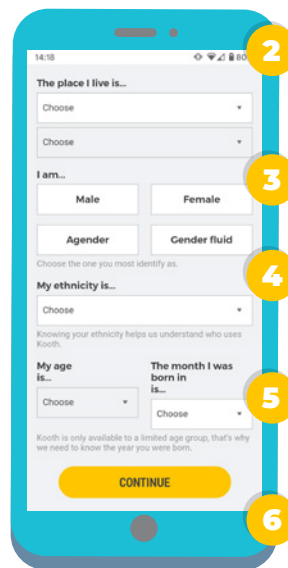 2
14:18 80
The place I live is...
Choose
Choose
3
I am...
Male Female
Agender Gender fluid
Choose the one you most identify as.
4
My ethnicity is...
Choose
Knowing your ethnicity helps us understand who uses
Kooth.
My age
is...
The month I was
born in
is...
5
Choose
Choose
Kooth is only available to a limited age group, that's why
we need to know the year you were born.
CONTINUE
6